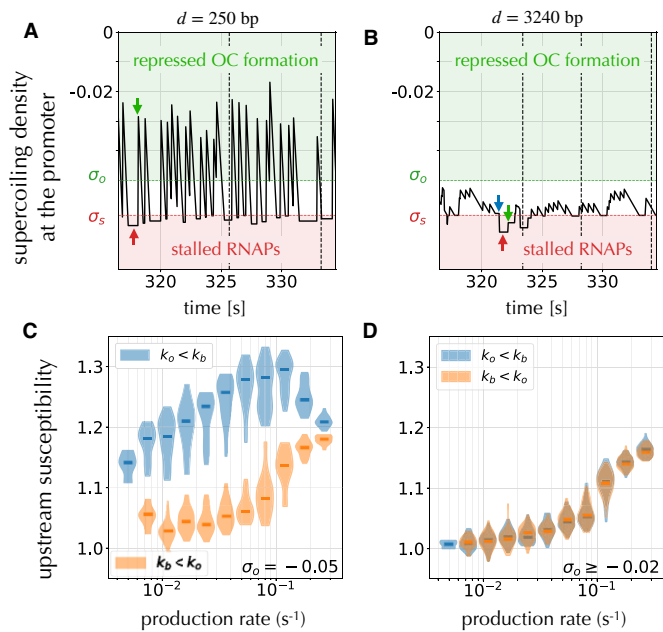 d = 250 bp
d = 3240 bp
A
B
supercoiling density
at the promoter
0
-0.02
σo
σs
repressed OC formation
stalled RNAPs
320
325
330
time [s]
0
-0.02
σo
σs
repressed OC formation
stalled RNAPs
320
325
330
time [s]
C
D
upstream susceptibility
1.3
1.2
1.1
1.0
ko < kb
kb < ko
σo = −0.05
10⁻²
10⁻¹
production rate (s⁻¹)
1.3
1.2
1.1
1.0
ko < kb
kb < ko
σo ≥ −0.02
10⁻²
10⁻¹
production rate (s⁻¹)